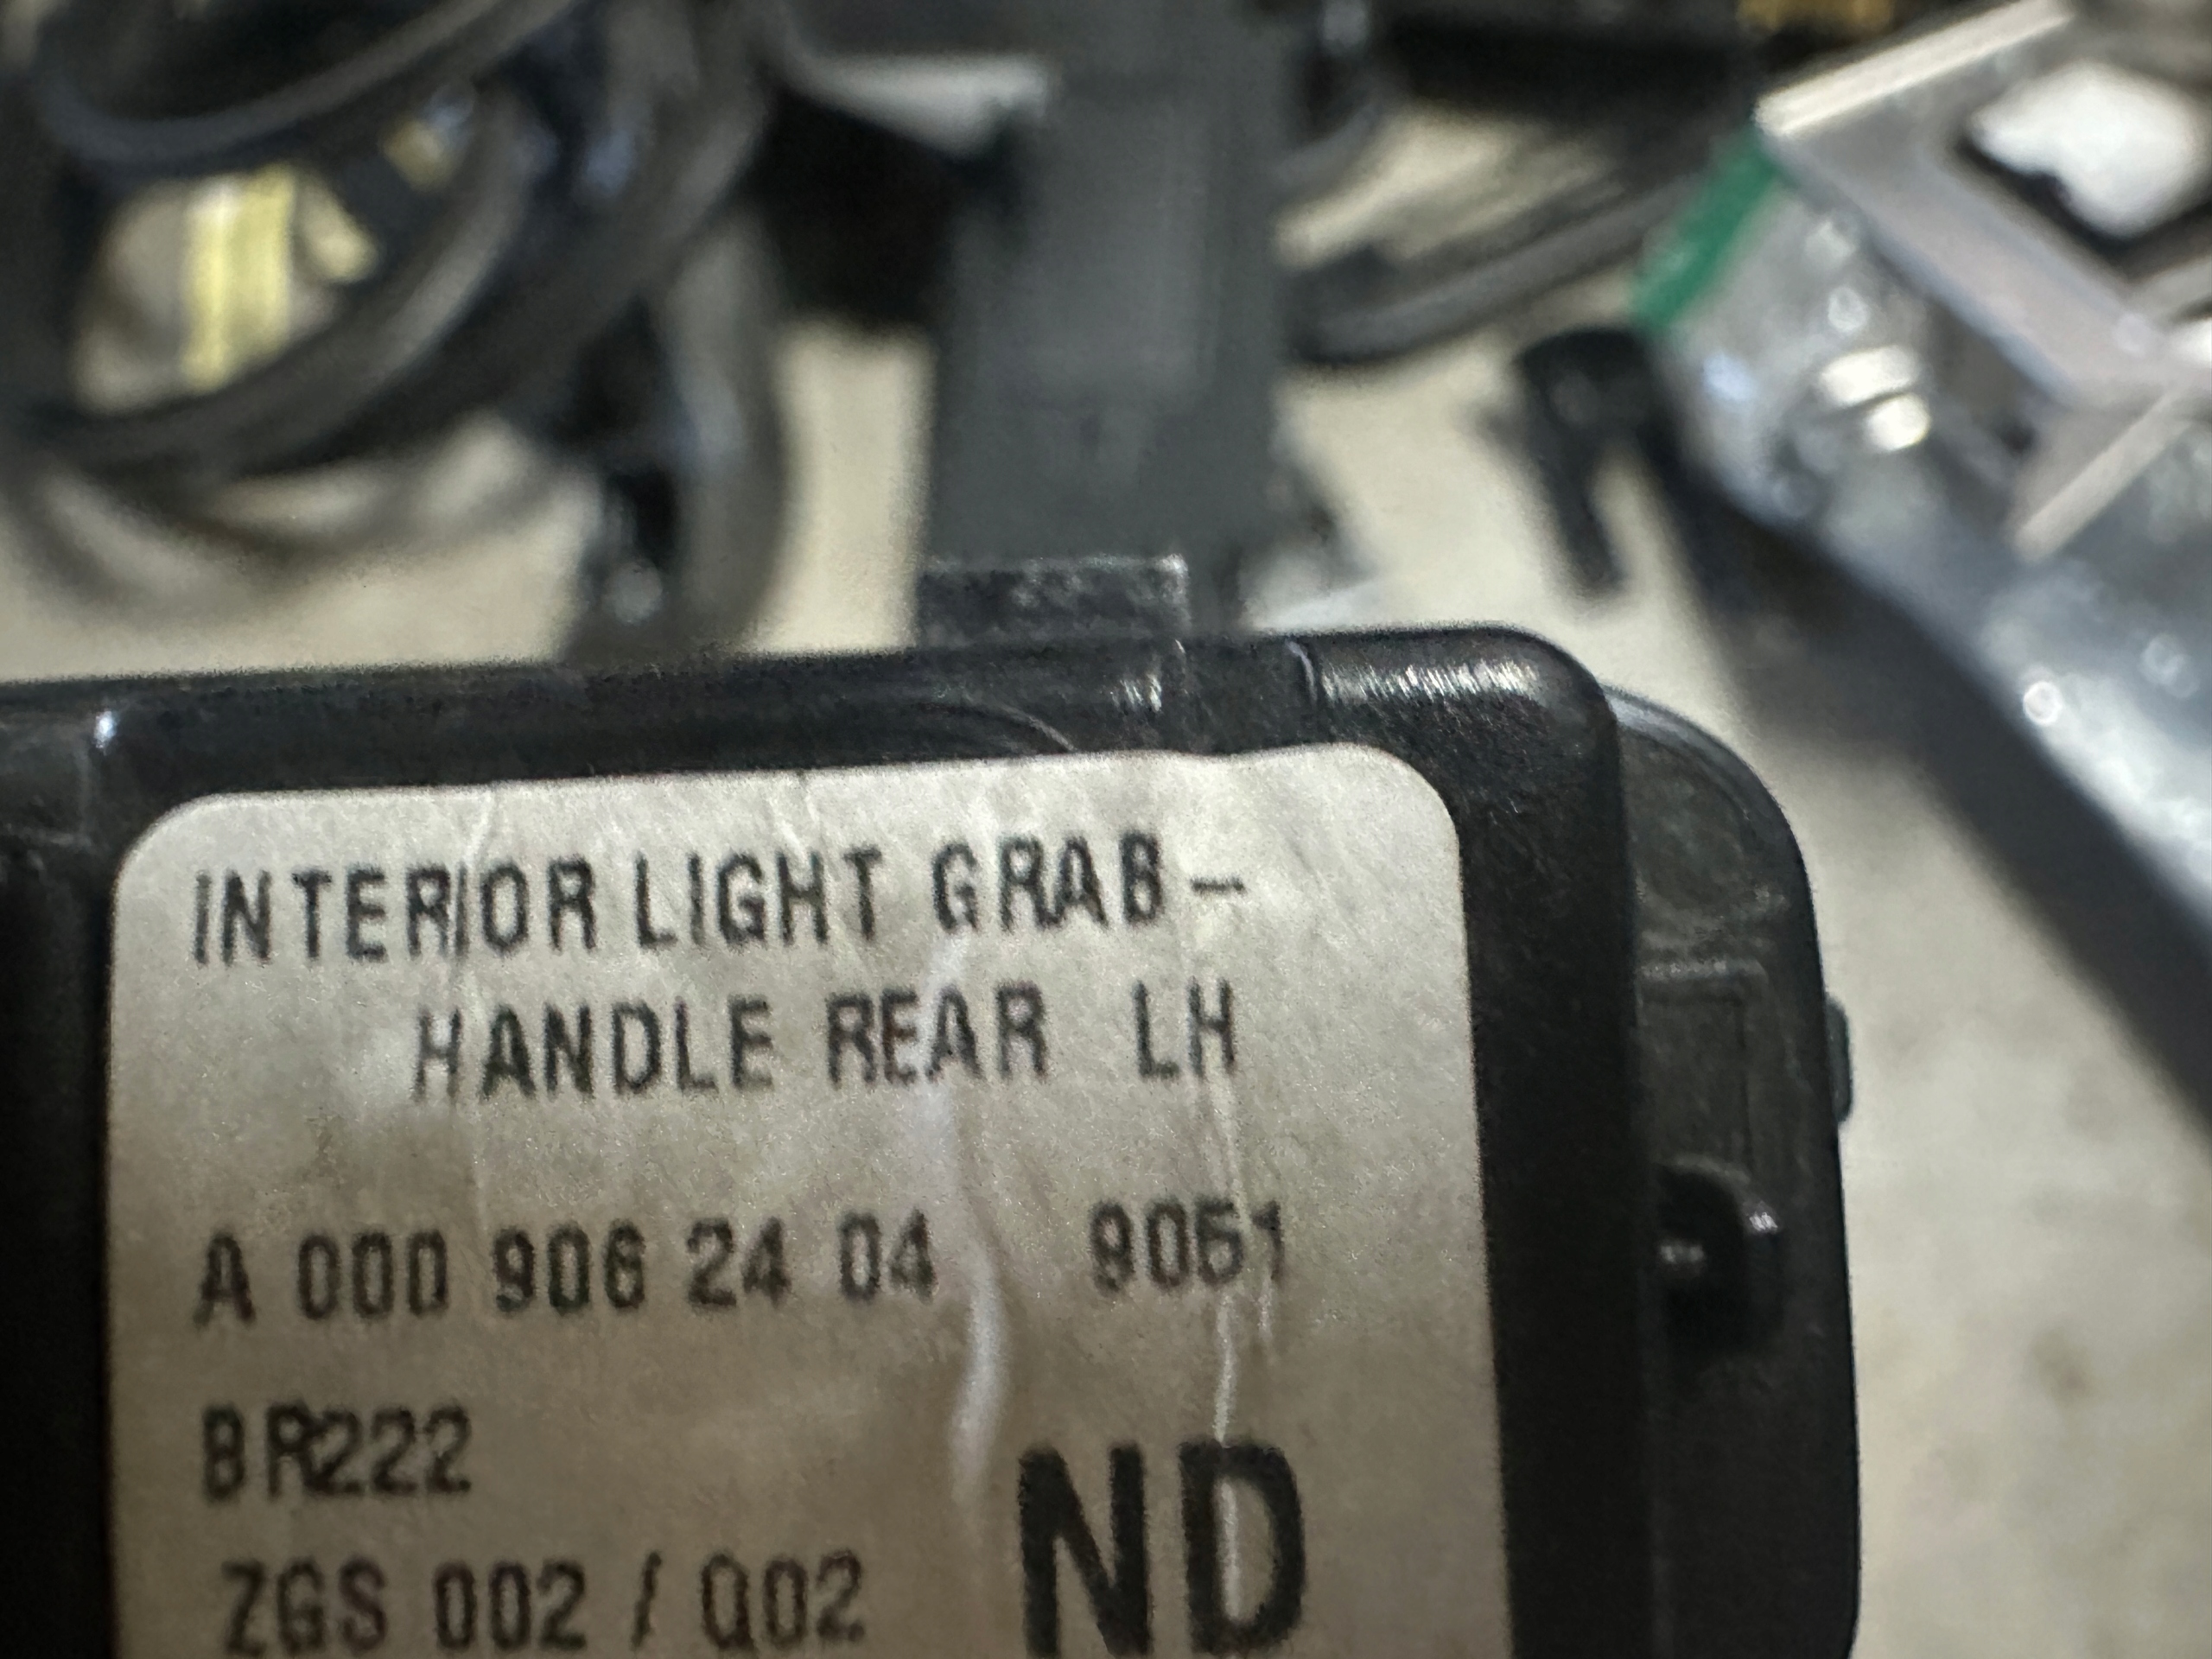 INTERIOR LIGHT GRAB-
HANDLE REAR LH
A 000 906 24 04 9051
BR222
ZGS 002 / Q02
ND